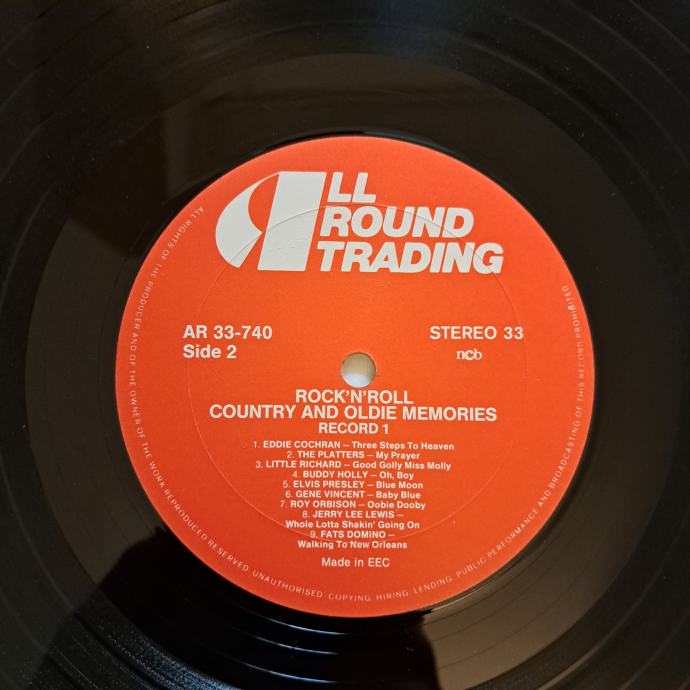 ALL
ROUND
TRADING
AR 33-740
STEREO 33
Side 2
ncb
ROCK'N'ROLL
COUNTRY AND OLDIE MEMORIES
RECORD 1
1. EDDIE COCHRAN – Three Steps To Heaven
2. THE PLATTERS – My Prayer
3. LITTLE RICHARD – Good Golly Miss Molly
4. BUDDY HOLLY – Oh, Boy
5. ELVIS PRESLEY – Blue Moon
6. GENE VINCENT – Baby Blue
7. ROY ORBISON – Oobie Dooby
8. JERRY LEE LEWIS –
Whole Lotta Shakin' Going On
9. FATS DOMINO –
Walking To New Orleans
Made in EEC
ALL RIGHTS OF THE PRODUCER AND OF THE OWNER OF THE WORK REPRODUCED RESERVED. UNAUTHORISED COPYING, HIRING, LENDING, PUBLIC PERFORMANCE AND BROADCASTING OF THIS RECORD PROHIBITED